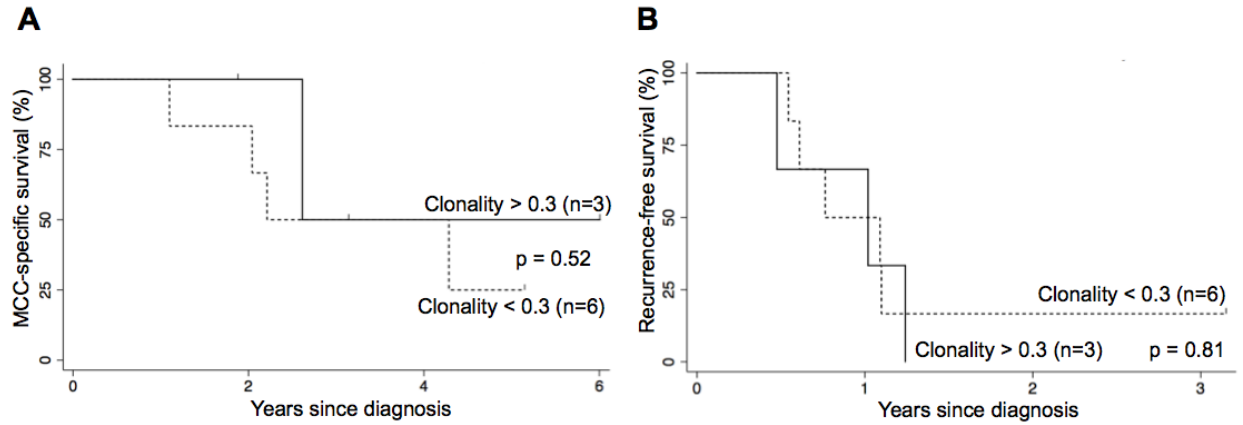 A
MCC-specific survival (%)
100
75
50
25
0
Clonality > 0.3 (n=3)
p = 0.52
Clonality < 0.3 (n=6)
0 2 4 6
Years since diagnosis
B
Recurrence-free survival (%)
100
75
50
25
0
Clonality < 0.3 (n=6)
Clonality > 0.3 (n=3) p = 0.81
0 1 2 3
Years since diagnosis